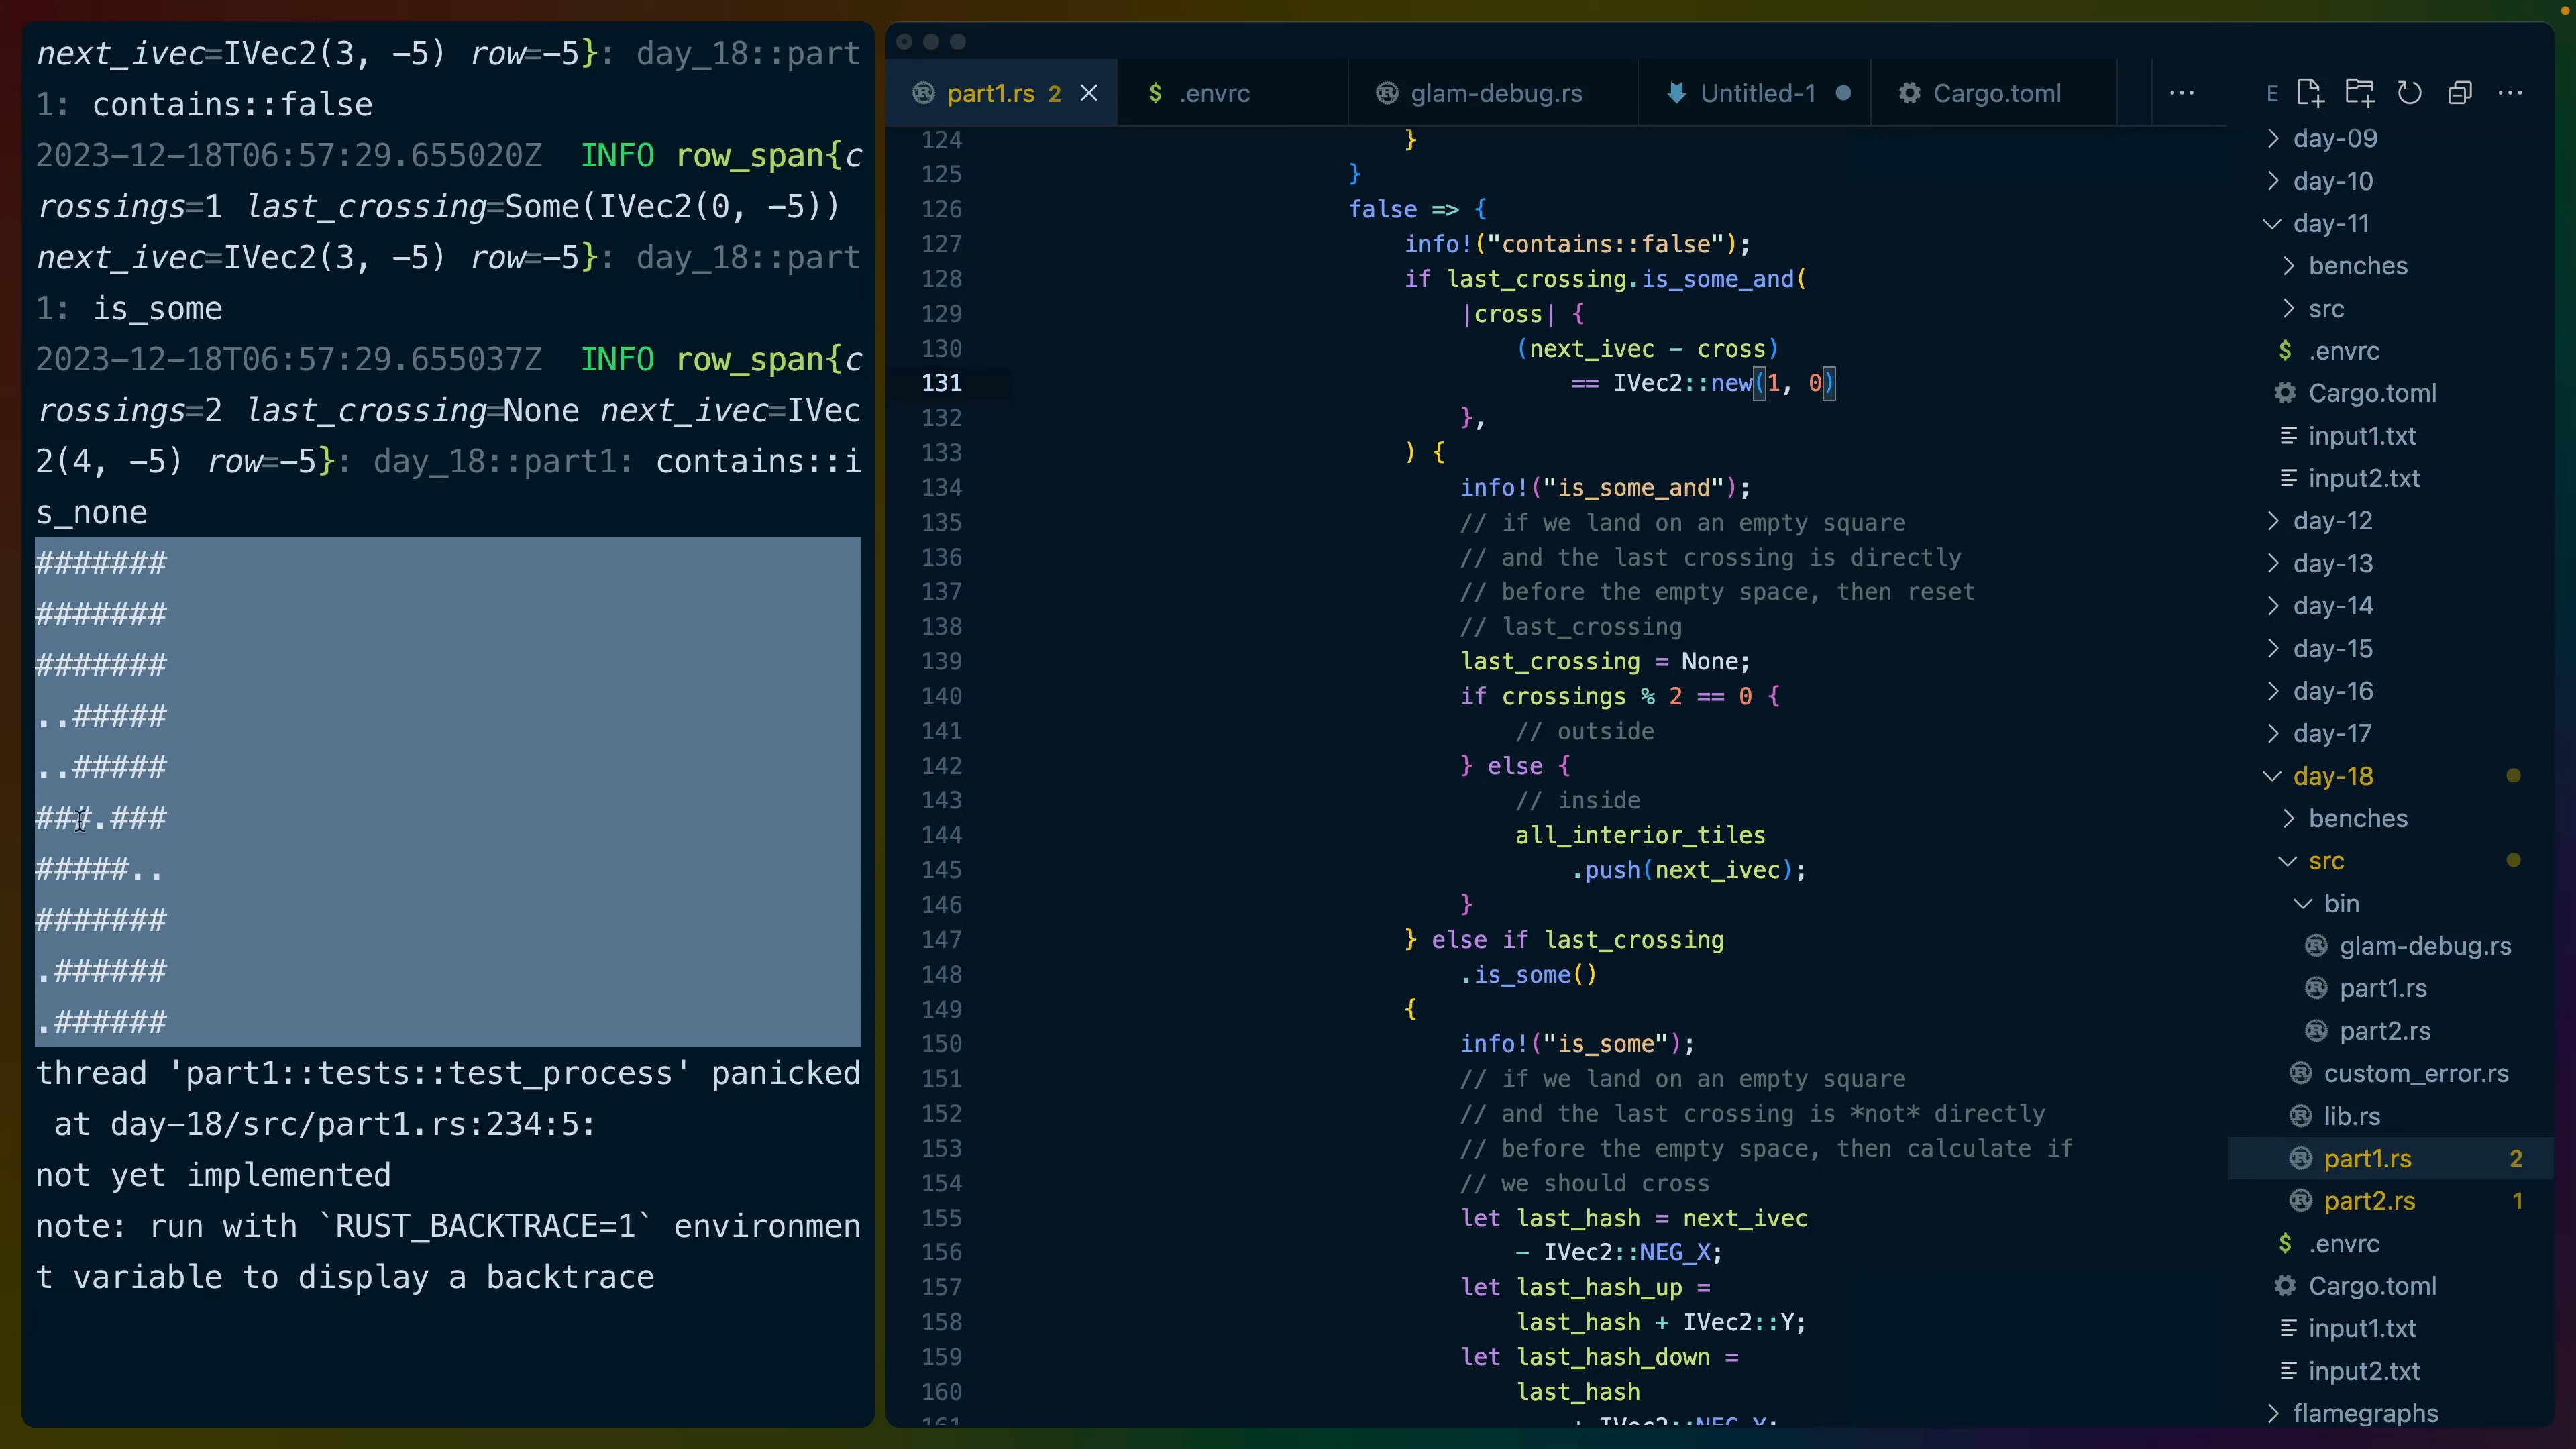 next_ivec=IVec2(3, -5) row=-5}: day_18::part
1: contains::false
2023-12-18T06:57:29.655020Z  INFO row_span{c
rossings=1 last_crossing=Some(IVec2(0, -5))
next_ivec=IVec2(3, -5) row=-5}: day_18::part
1: is_some
2023-12-18T06:57:29.655037Z  INFO row_span{c
rossings=2 last_crossing=None next_ivec=IVec
2(4, -5) row=-5}: day_18::part1: contains::i
s_none
#######
#######
#######
..#####
..#####
###.###
#####..
#######
.######
.######
thread 'part1::tests::test_process' panicked
 at day-18/src/part1.rs:234:5:
not yet implemented
note: run with `RUST_BACKTRACE=1` environmen
t variable to display a backtrace
part1.rs 2 × $ .envrc glam-debug.rs Untitled-1 Cargo.toml ...
124 }
125 }
126 false => {
127 info!("contains::false");
128 if last_crossing.is_some_and(
129 |cross| {
130 (next_ivec - cross)
131 == IVec2::new(1, 0)
132 },
133 ) {
134 info!("is_some_and");
135 // if we land on an empty square
136 // and the last crossing is directly
137 // before the empty space, then reset
138 // last_crossing
139 last_crossing = None;
140 if crossings % 2 == 0 {
141 // outside
142 } else {
143 // inside
144 all_interior_tiles
145 .push(next_ivec);
146 }
147 } else if last_crossing
148 .is_some()
149 {
150 info!("is_some");
151 // if we land on an empty square
152 // and the last crossing is *not* directly
153 // before the empty space, then calculate if
154 // we should cross
155 let last_hash = next_ivec
156 - IVec2::NEG_X;
157 let last_hash_up =
158 last_hash + IVec2::Y;
159 let last_hash_down =
160 last_hash
161 + IVec2::NEG_Y;
E ...
day-09
day-10
day-11
benches
src
$ .envrc
Cargo.toml
input1.txt
input2.txt
day-12
day-13
day-14
day-15
day-16
day-17
day-18
benches
src
bin
glam-debug.rs
part1.rs
part2.rs
custom_error.rs
lib.rs
part1.rs 2
part2.rs 1
$ .envrc
Cargo.toml
input1.txt
input2.txt
flamegraphs